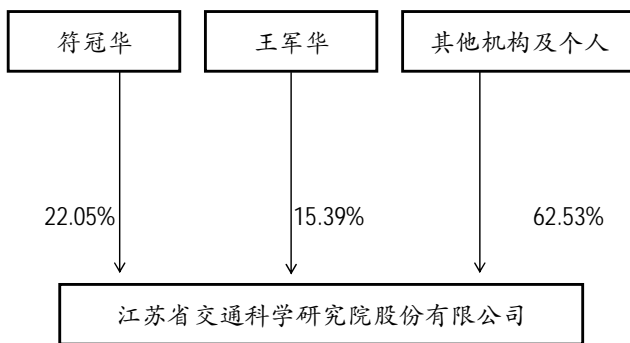 符冠华
王军华
其他机构及个人
22.05%
15.39%
62.53%
江苏省交通科学研究院股份有限公司